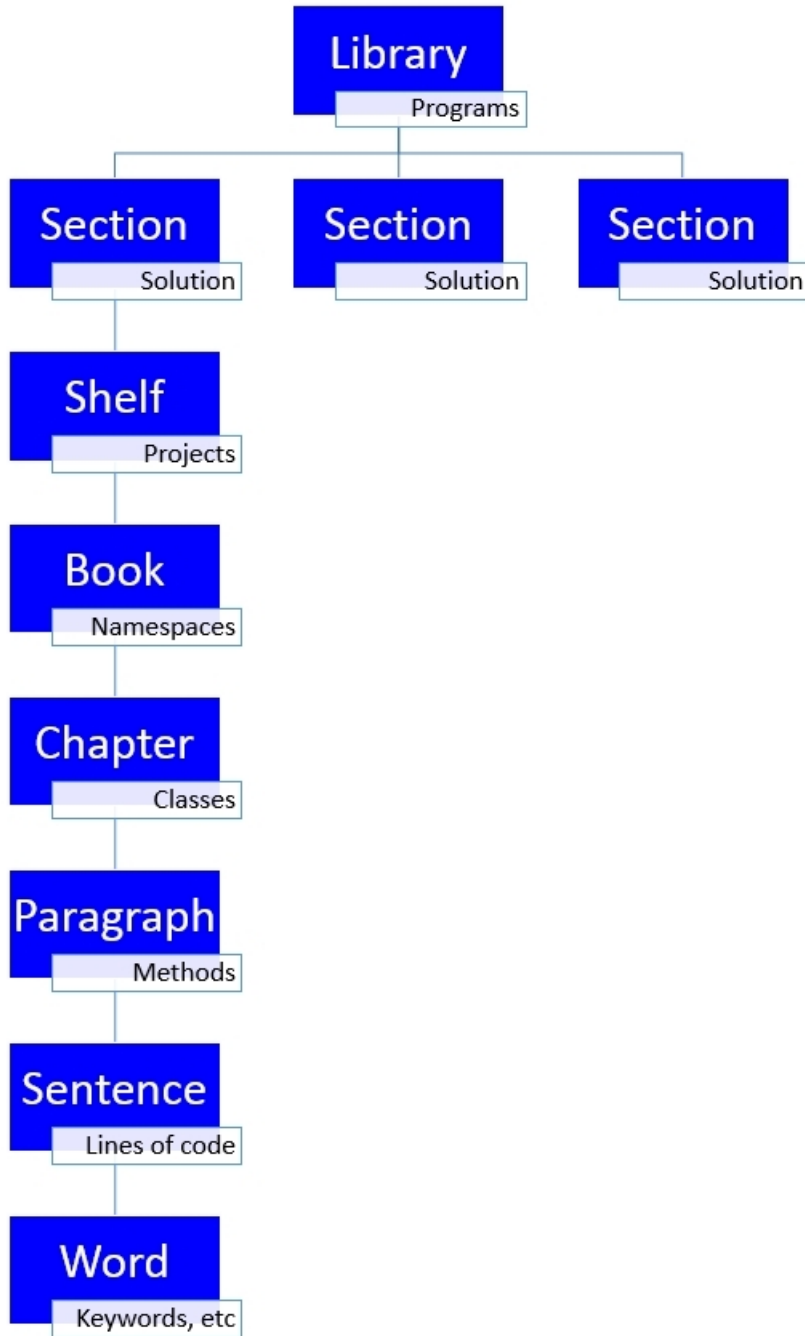 Library
Programs
Section
Solution
Section
Solution
Section
Solution
Shelf
Projects
Book
Namespaces
Chapter
Classes
Paragraph
Methods
Sentence
Lines of code
Word
Keywords, etc